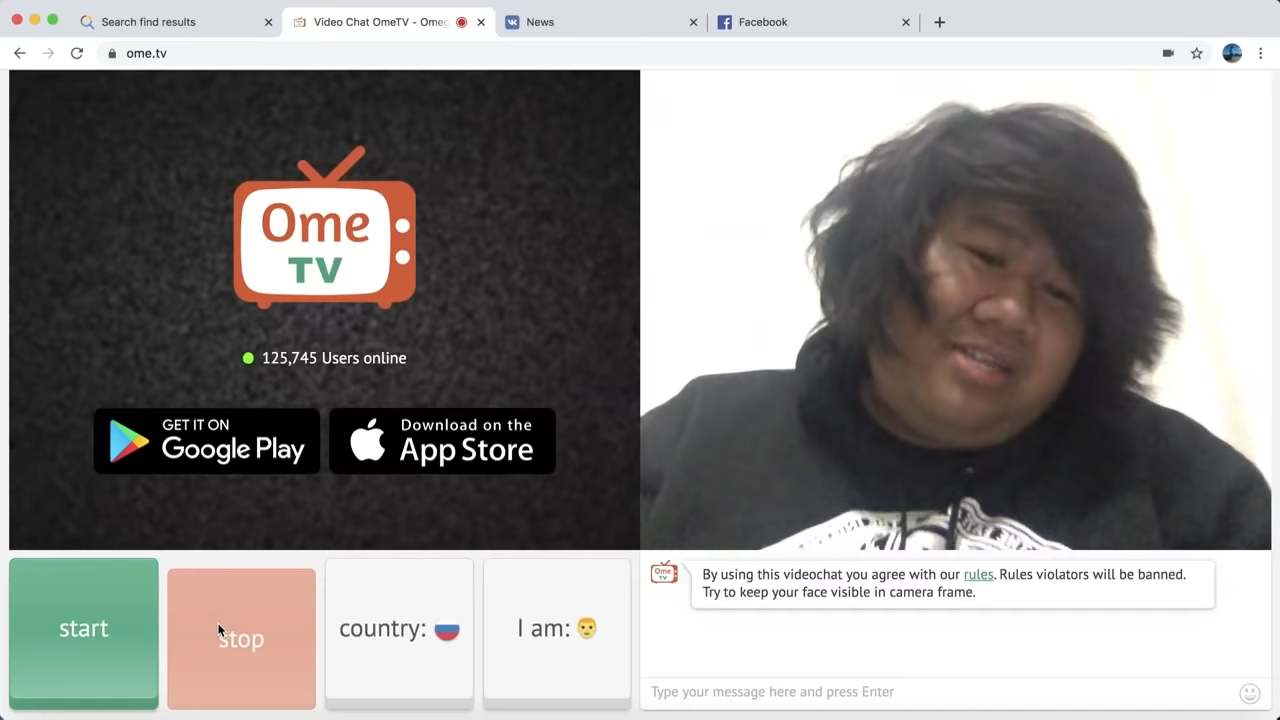 Search find results
Video Chat OmeTV - Ome
News
Facebook
ome.tv
Ome
TV
125,745 Users online
GET IT ON
Google Play
Download on the
App Store
start
stop
country:
I am:
Ome
TV
By using this videochat you agree with our rules. Rules violators will be banned.
Try to keep your face visible in camera frame.
Type your message here and press Enter